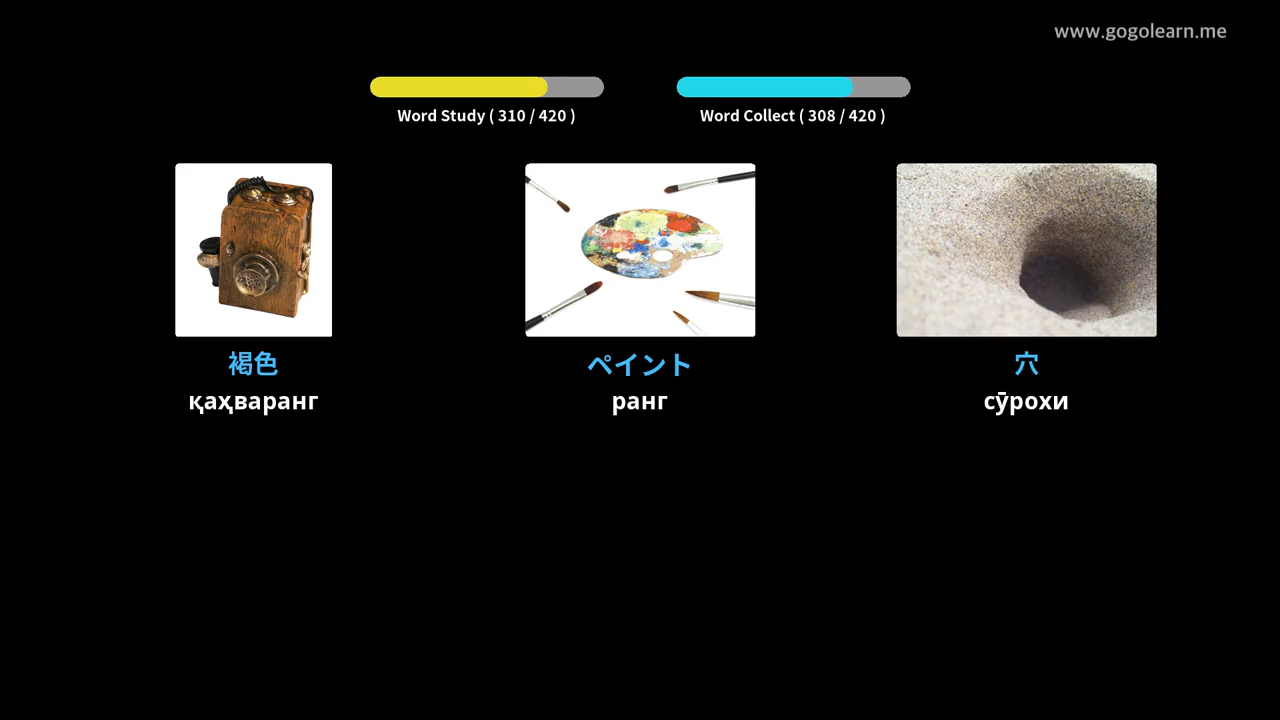 www.gogolearn.me
Word Study ( 310 / 420 )
Word Collect ( 308 / 420 )
褐色
қаҳваранг
ペイント
ранг
穴
сӯрохи